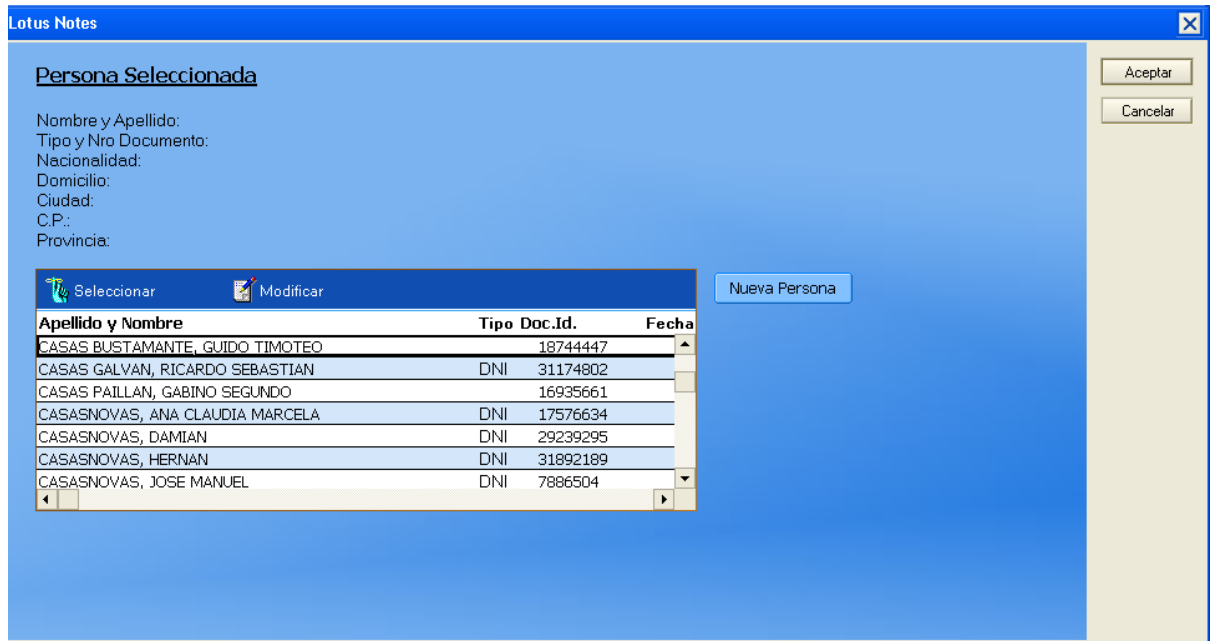 Lotus Notes
Persona Seleccionada
Aceptar
Cancelar
Nombre y Apellido:
Tipo y Nro Documento:
Nacionalidad:
Domicilio:
Ciudad:
C.P.:
Provincia:
Seleccionar Modificar
Nueva Persona
Apellido y Nombre Tipo Doc.Id. Fecha
CASAS BUSTAMANTE, GUIDO TIMOTEO 18744447
CASAS GALVAN, RICARDO SEBASTIAN DNI 31174802
CASAS PAILLAN, GABINO SEGUNDO 16935661
CASASNOVAS, ANA CLAUDIA MARCELA DNI 17576634
CASASNOVAS, DAMIAN DNI 29239295
CASASNOVAS, HERNAN DNI 31892189
CASASNOVAS, JOSE MANUEL DNI 7886504